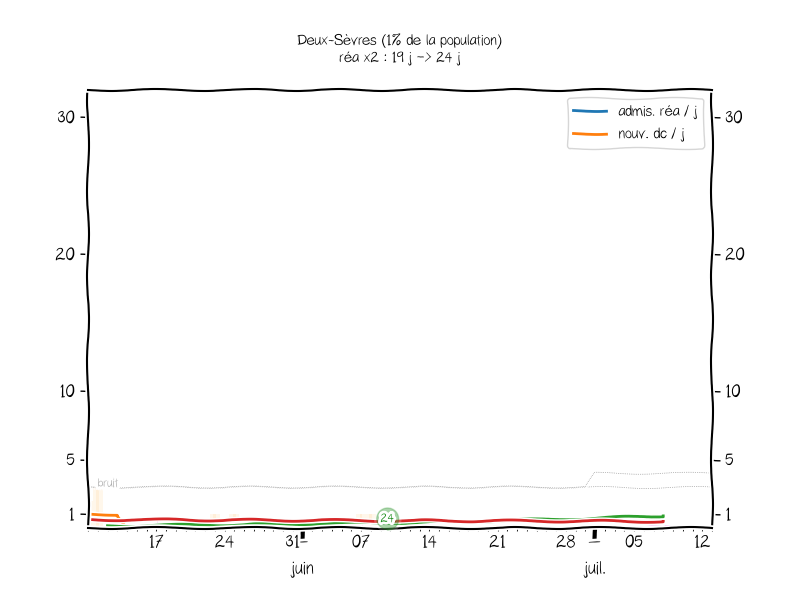 Deux-Sèvres (1% de la population)
réa x2 : 19 j -> 24 j
admis. réa / j
nouv. dc / j
30
30
20
20
10
10
5
5
bruit
1
24
1
17
24
31
07
14
21
28
05
12
juin
juil.